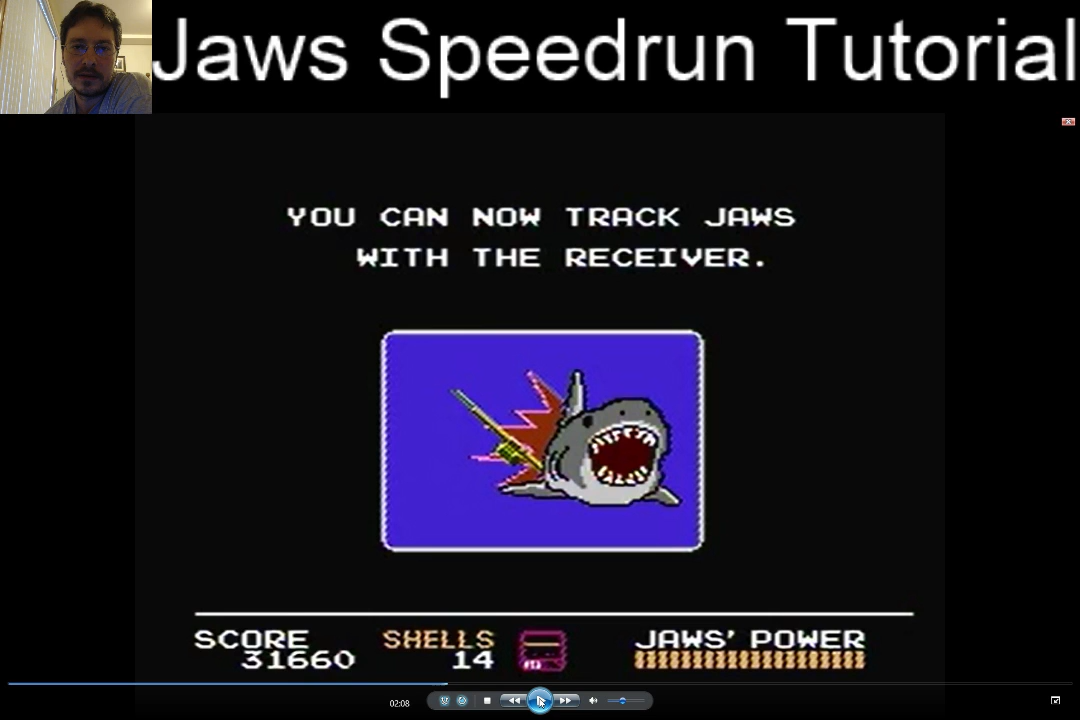 Jaws Speedrun Tutorial
YOU CAN NOW TRACK JAWS
WITH THE RECEIVER.
SCORE
31660
SHELLS
14
JAWS' POWER
02:08